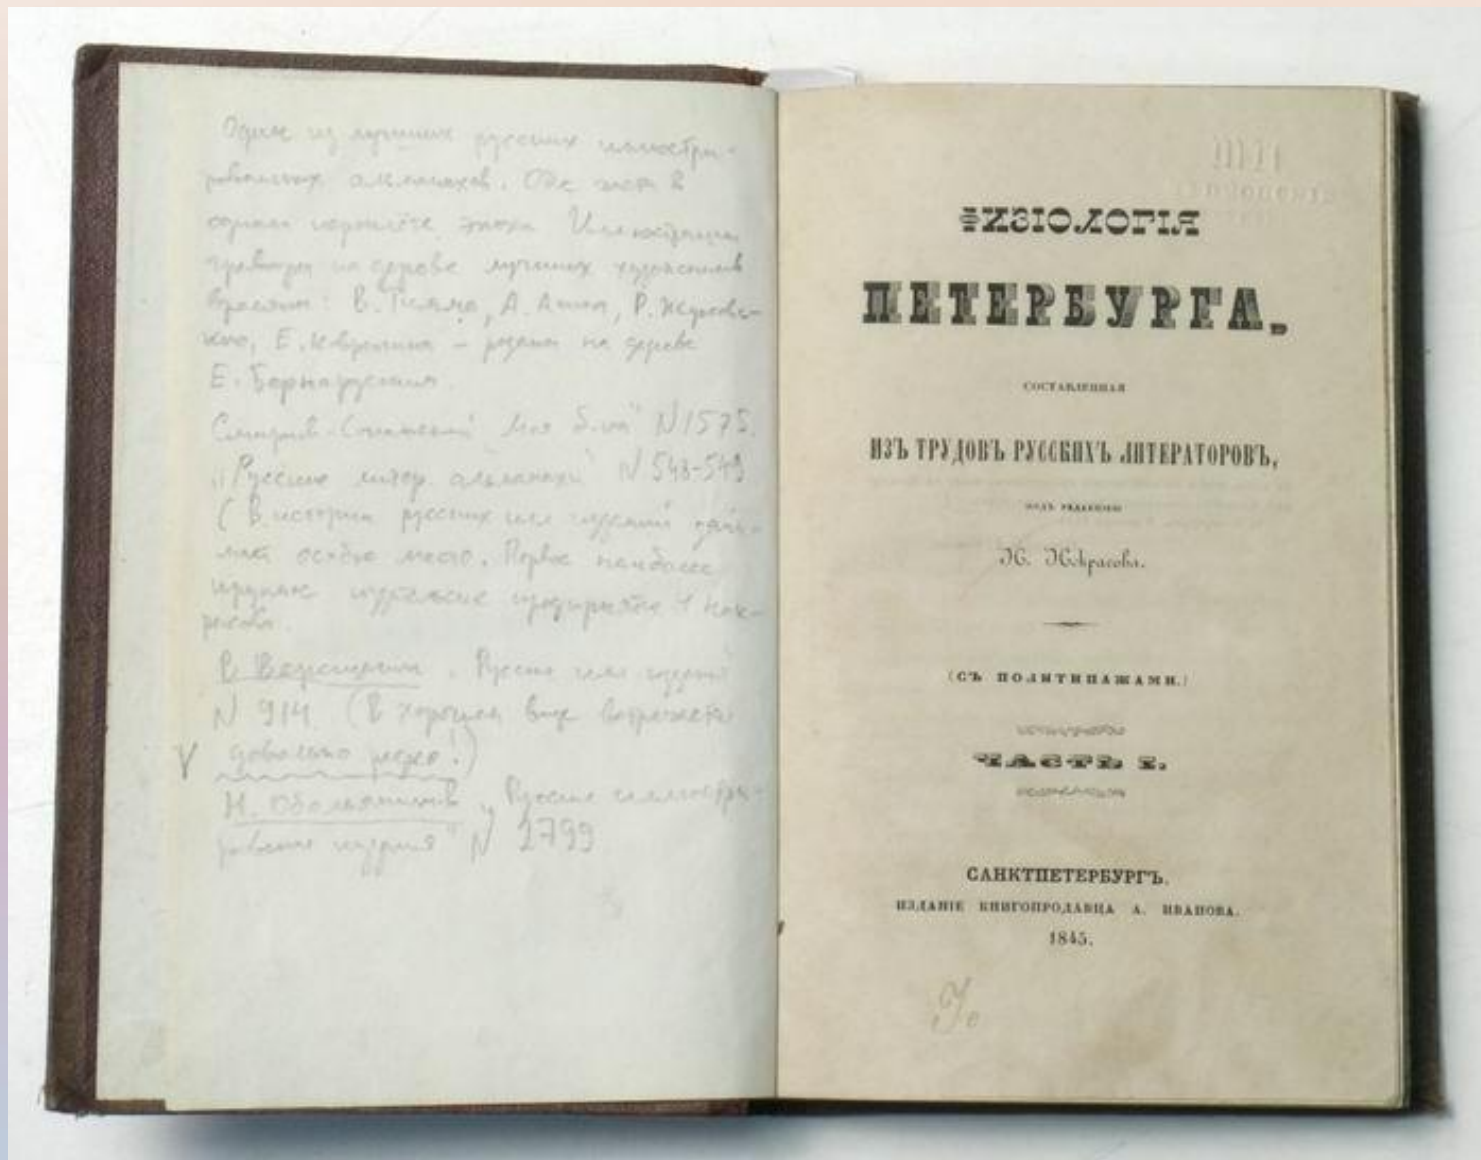 Один из лучших русских иллюстри-
рованных альманахов. Обе части в
одном переплёте эпохи. Иллюстрации
гравюры на дереве лучших художников
времени: В. Тимма, А. Агина, Р. Жуковс-
кого, Е. Ковригина – резаны на дереве
Е. Бернардским.
Смирнов-Сокольский "Моя б-ка" N 1575.
"Русские литер. альманахи" N 543-549
(В истории русских илл изданий зани-
мает особое место. Первое наиболее
крупное издательское предприятие Нек-
расова.
В Верещагин. Русские илл издания
N 914 (В хорошем виде встречается
V довольно редко!)
Н. Обольянинов "Русские иллюстри-
рованные издания" N 2799
ФИЗІОЛОГІЯ
ПЕТЕРБУРГА,
СОСТАВЛЕННАЯ
ИЗЪ ТРУДОВЪ РУССКИХЪ ЛИТЕРАТОРОВЪ,
ПОДЪ РЕДАКЦІЕЮ
Н. Некрасова.
(СЪ ПОЛИТИПАЖАМИ.)
ЧАСТЬ I.
САНКТПЕТЕРБУРГЪ.
ИЗДАНІЕ КНИГОПРОДАВЦА А. ИВАНОВА.
1845.